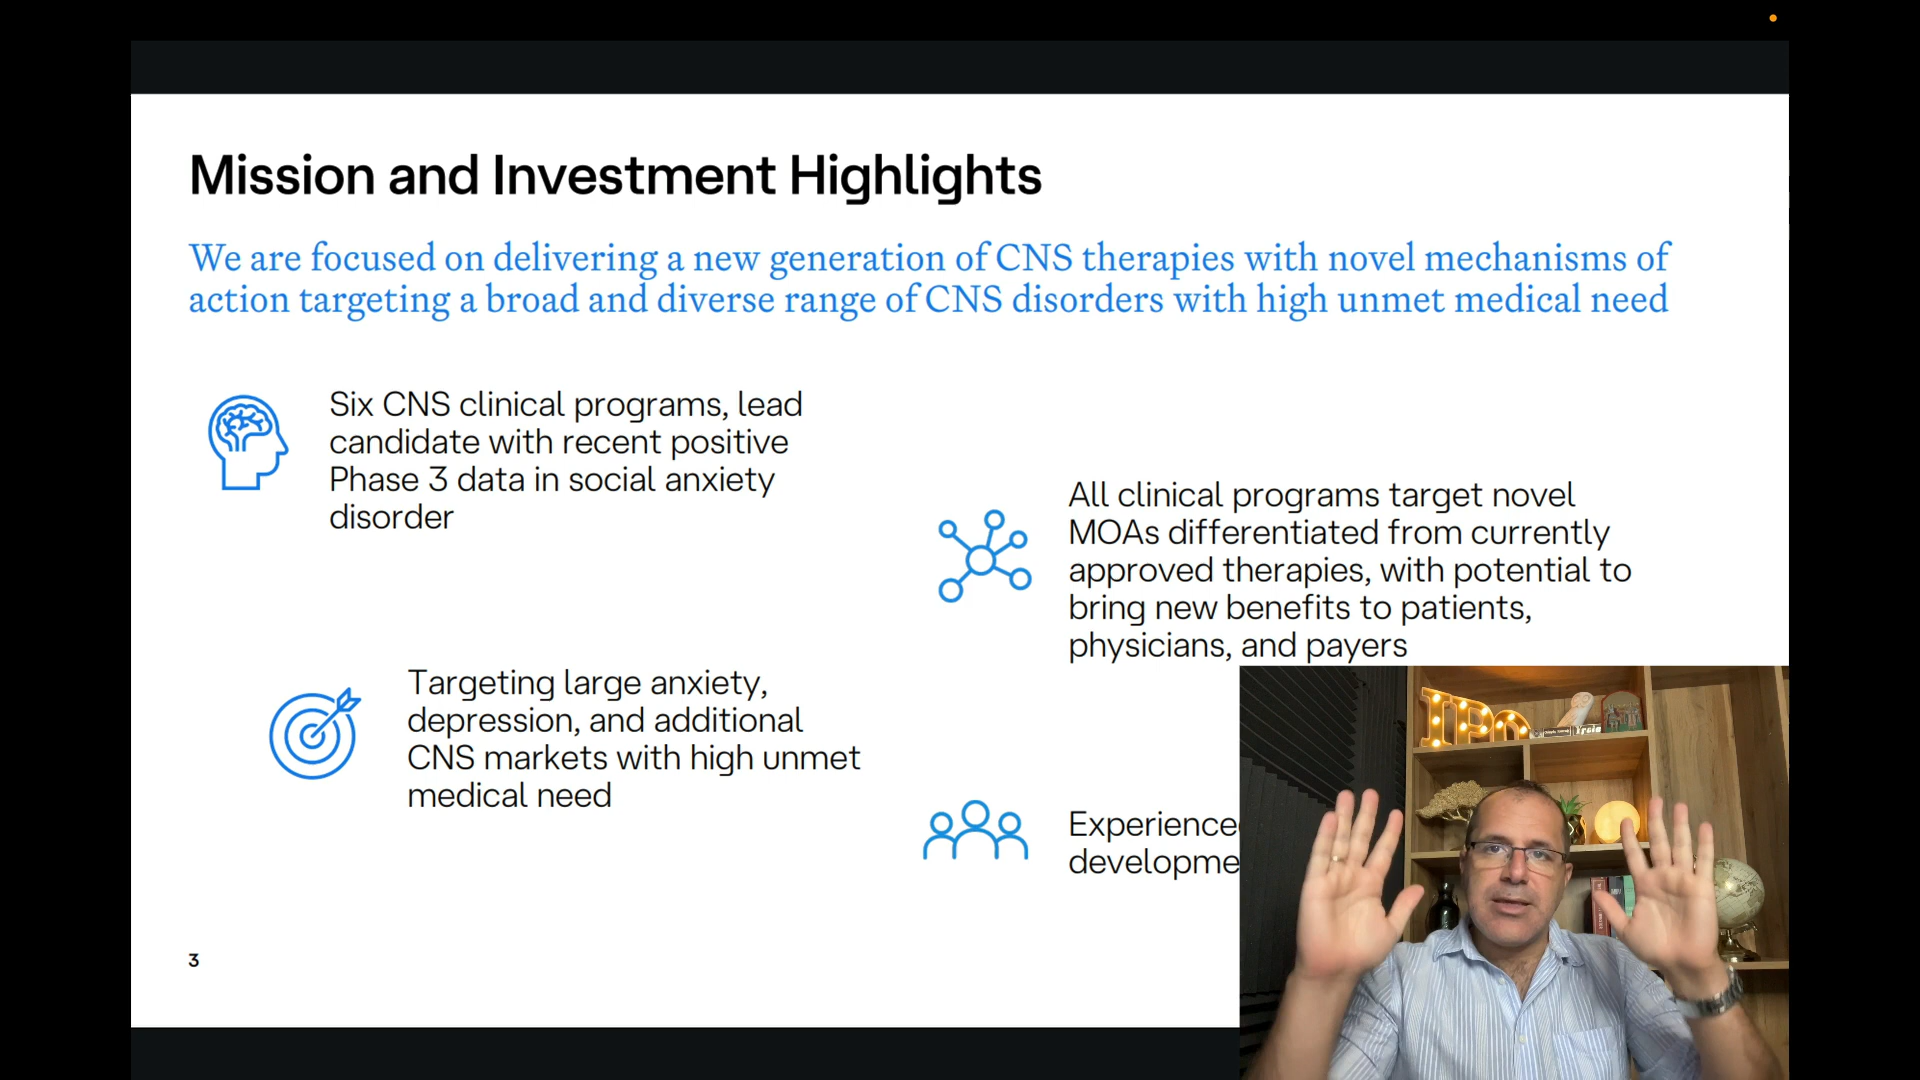 Mission and Investment Highlights
We are focused on delivering a new generation of CNS therapies with novel mechanisms of
action targeting a broad and diverse range of CNS disorders with high unmet medical need
Six CNS clinical programs, lead
candidate with recent positive
Phase 3 data in social anxiety
disorder
All clinical programs target novel
MOAs differentiated from currently
approved therapies, with potential to
bring new benefits to patients,
physicians, and payers
Targeting large anxiety,
depression, and additional
CNS markets with high unmet
medical need
Experience
developme
3
IPO